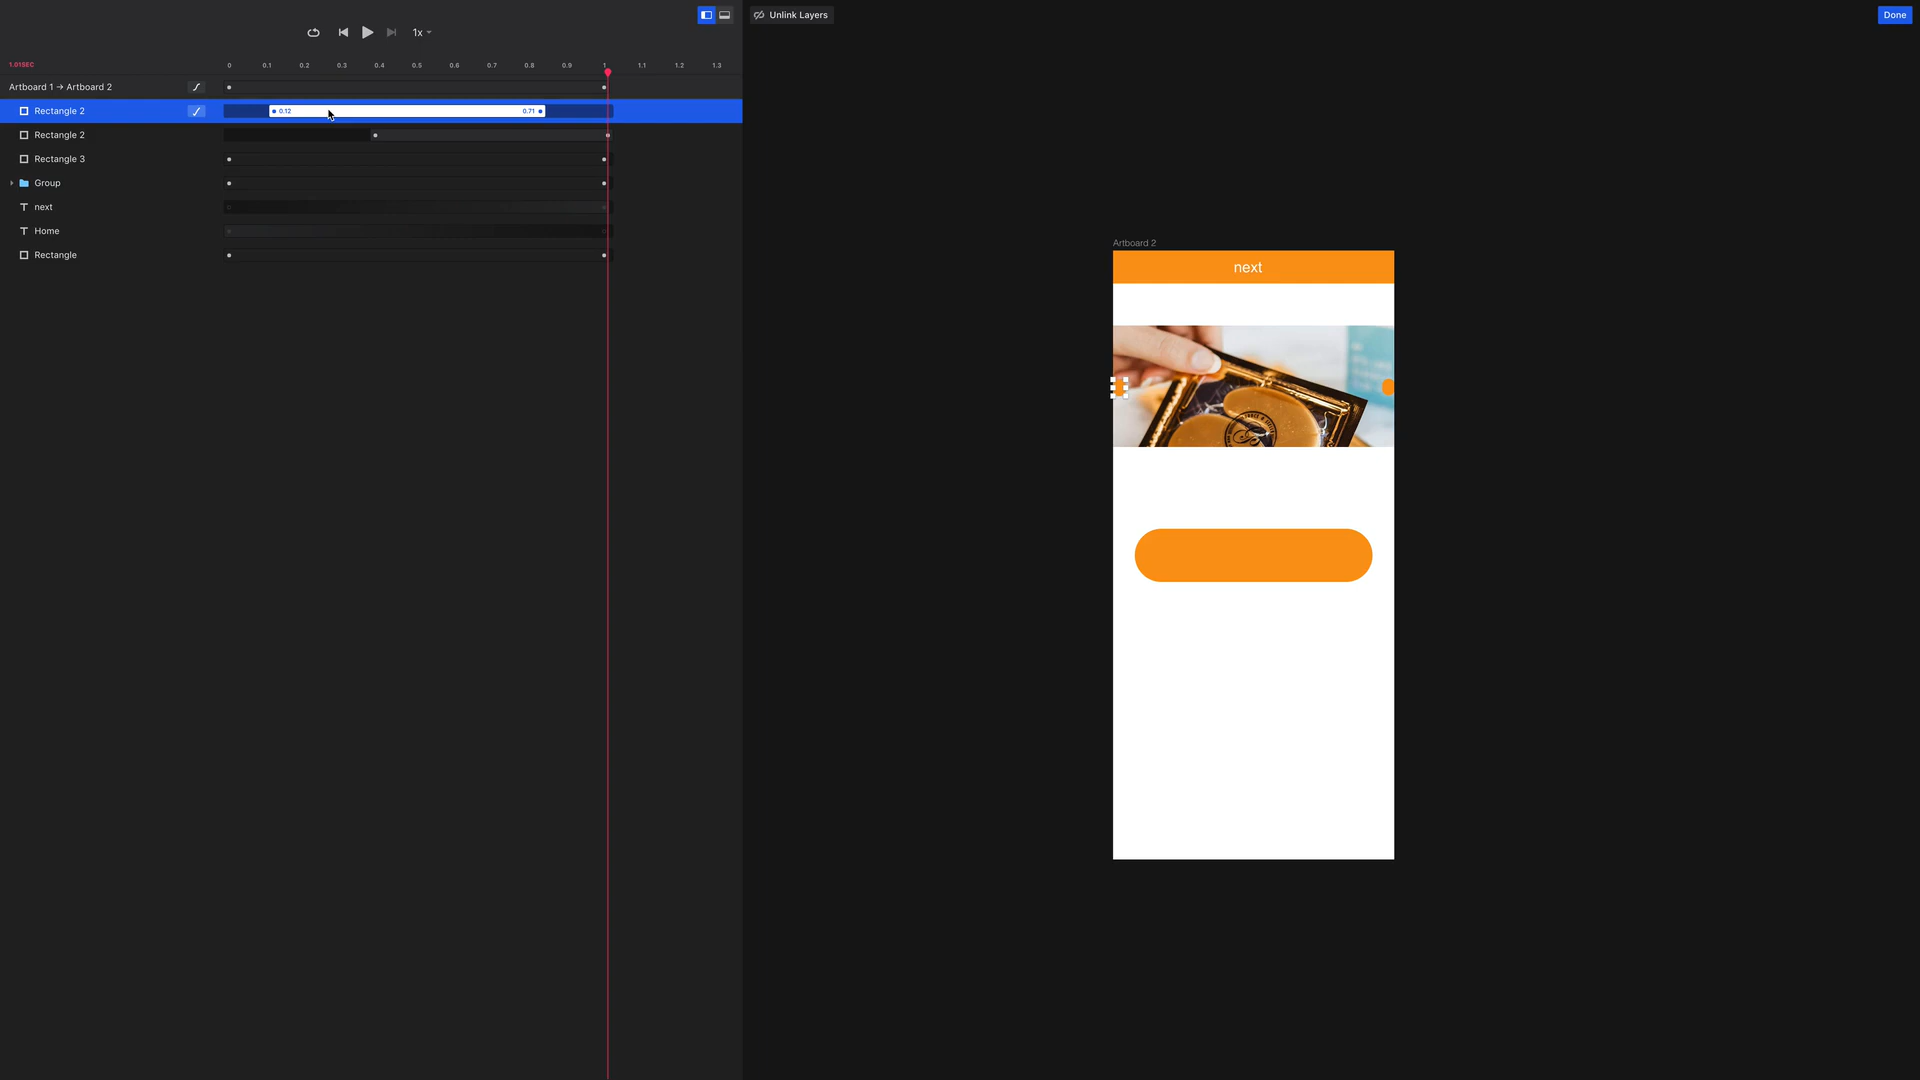 Unlink Layers
Done
1x
1.01SEC
0 0.1 0.2 0.3 0.4 0.5 0.6 0.7 0.8 0.9 1 1.1 1.2 1.3
Artboard 1 → Artboard 2
Rectangle 2
0.12 0.71
Rectangle 2
Rectangle 3
Group
next
Home
Rectangle
Artboard 2
next